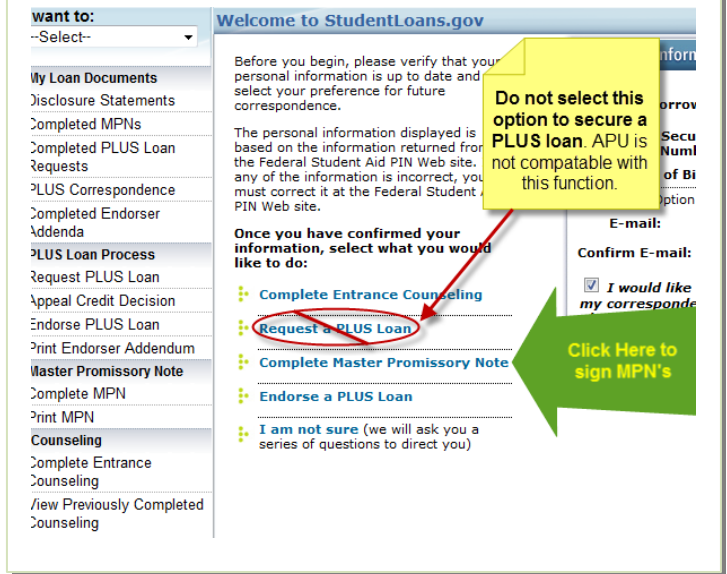 want to:
--Select--
My Loan Documents
Disclosure Statements
Completed MPNs
Completed PLUS Loan
Requests
PLUS Correspondence
Completed Endorser
Addenda
PLUS Loan Process
Request PLUS Loan
Appeal Credit Decision
Endorse PLUS Loan
Print Endorser Addendum
Master Promissory Note
Complete MPN
Print MPN
Counseling
Complete Entrance
Counseling
View Previously Completed
Counseling
Welcome to StudentLoans.gov
Before you begin, please verify that your
personal information is up to date and
select your preference for future
correspondence.
The personal information displayed is
based on the information returned from
the Federal Student Aid PIN Web site.
any of the information is incorrect, you
must correct it at the Federal Student
PIN Web site.
Once you have confirmed your
information, select what you would
like to do:
Complete Entrance Counseling
Request a PLUS Loan
Complete Master Promissory Note
Endorse a PLUS Loan
I am not sure (we will ask you a
series of questions to direct you)
Do not select this
option to secure a
PLUS loan. APU is
not compatable with
this function.
E-mail:
Confirm E-mail:
I would like
my
Click Here to
sign MPN's